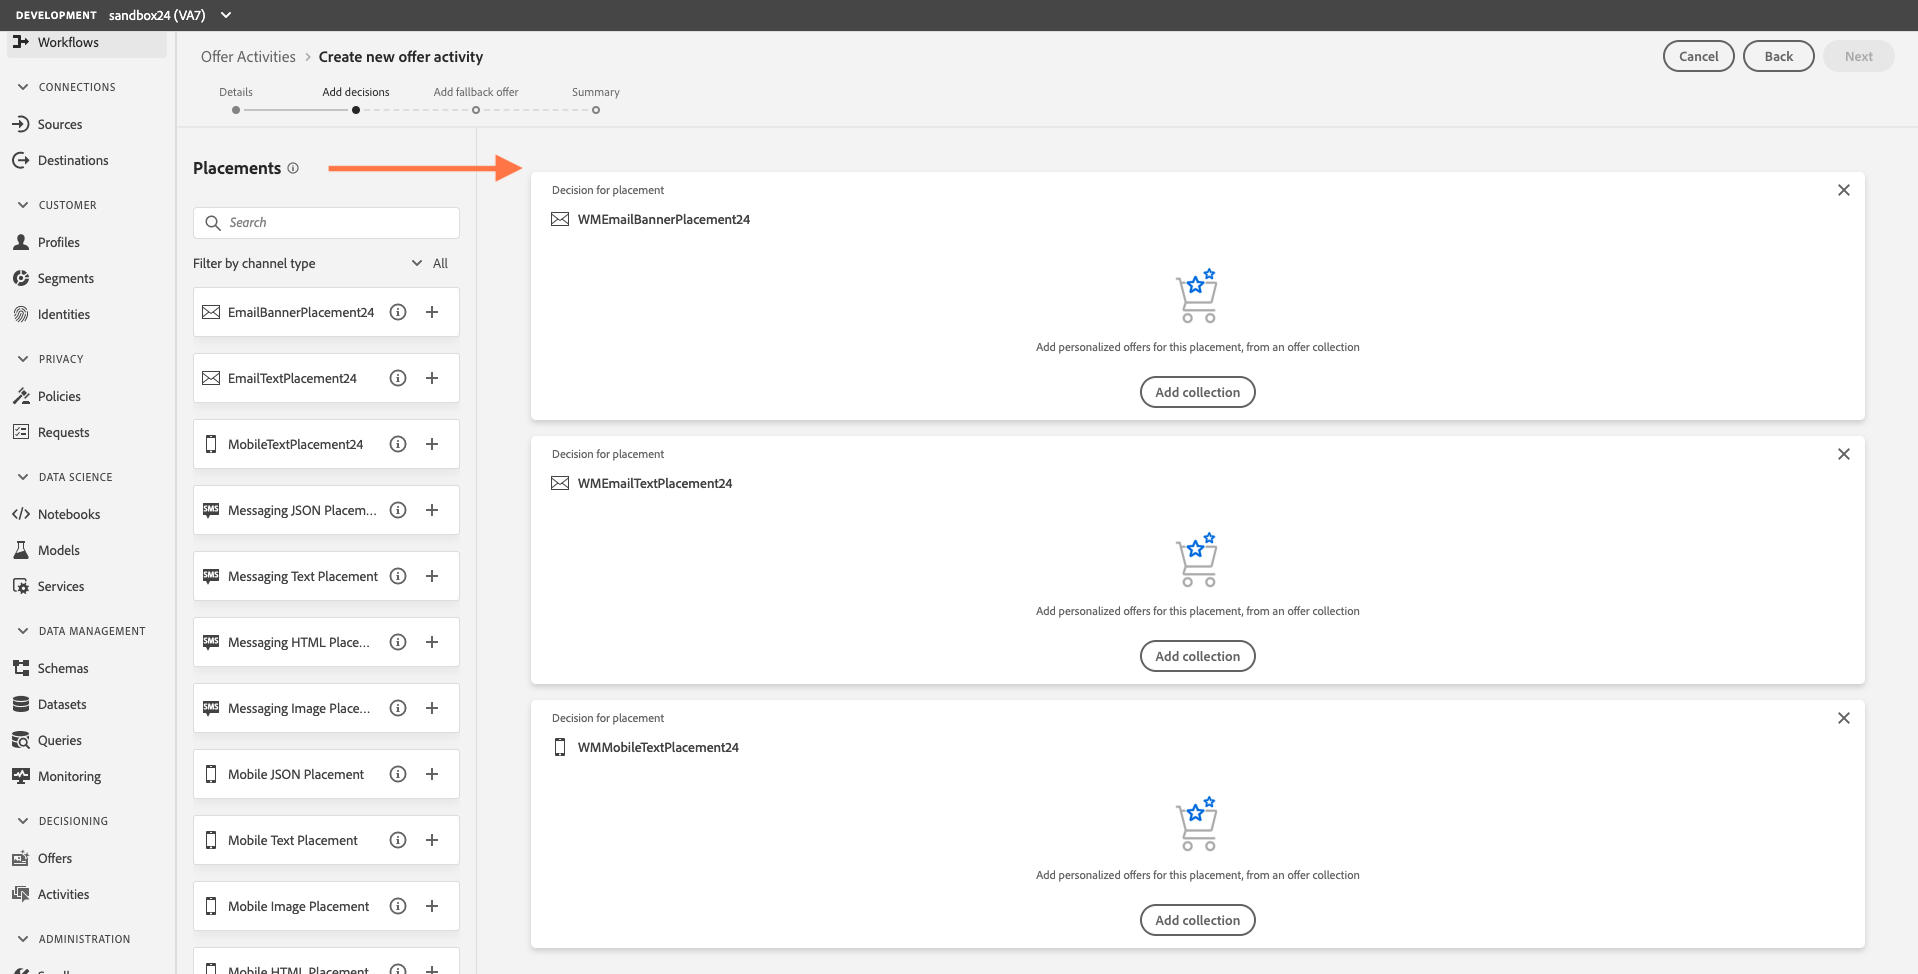 DEVELOPMENT sandbox24 (VA7)
Workflows
CONNECTIONS
Sources
Destinations
CUSTOMER
Profiles
Segments
Identities
PRIVACY
Policies
Requests
DATA SCIENCE
Notebooks
Models
Services
DATA MANAGEMENT
Schemas
Datasets
Queries
Monitoring
DECISIONING
Offers
Activities
ADMINISTRATION
Offer Activities > Create new offer activity
Cancel Back Next
Details Add decisions Add fallback offer Summary
Placements
Search
Filter by channel type All
EmailBannerPlacement24
EmailTextPlacement24
MobileTextPlacement24
SMS Messaging JSON Placem...
SMS Messaging Text Placement
SMS Messaging HTML Place...
SMS Messaging Image Place...
Mobile JSON Placement
Mobile Text Placement
Mobile Image Placement
Mobile HTML Placement
Decision for placement
WMEmailBannerPlacement24
Add personalized offers for this placement, from an offer collection
Add collection
Decision for placement
WMEmailTextPlacement24
Add personalized offers for this placement, from an offer collection
Add collection
Decision for placement
WMMobileTextPlacement24
Add personalized offers for this placement, from an offer collection
Add collection